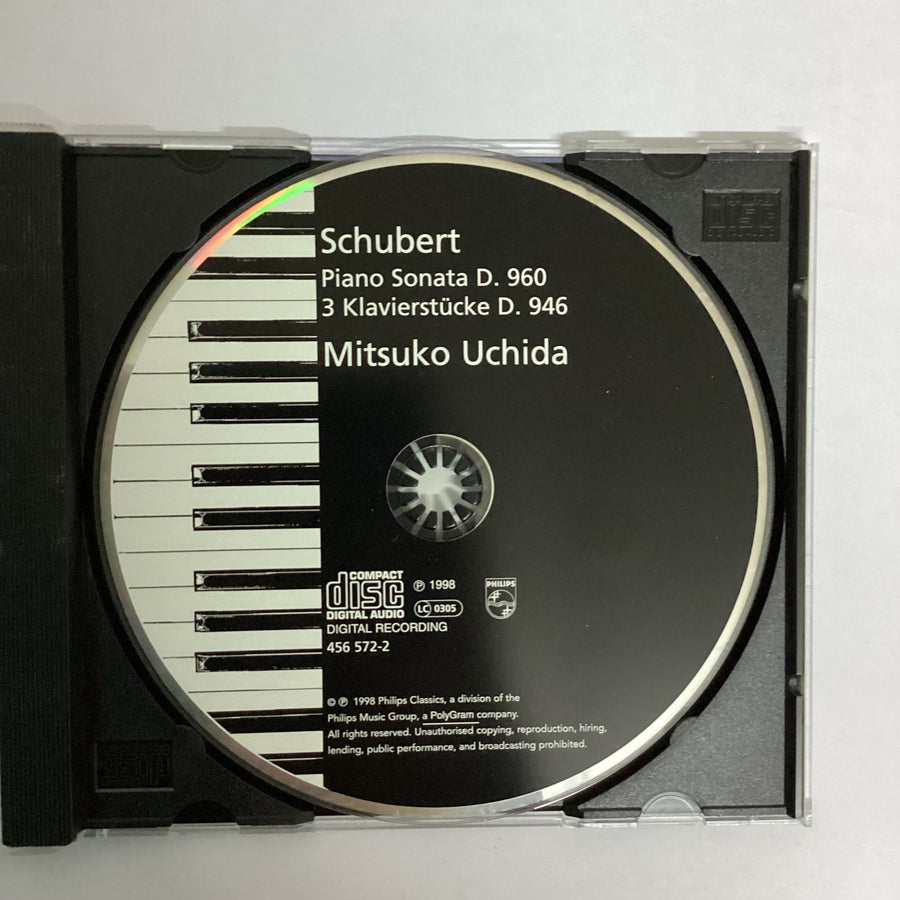 Schubert
Piano Sonata D. 960
3 Klavierstücke D. 946
Mitsuko Uchida
COMPACT
disc
DIGITAL AUDIO
℗ 1998
LC 0305
PHILIPS
DIGITAL RECORDING
456 572-2
© ℗ 1998 Philips Classics, a division of the
Philips Music Group, a PolyGram company.
All rights reserved. Unauthorised copying, reproduction, hiring,
lending, public performance, and broadcasting prohibited.